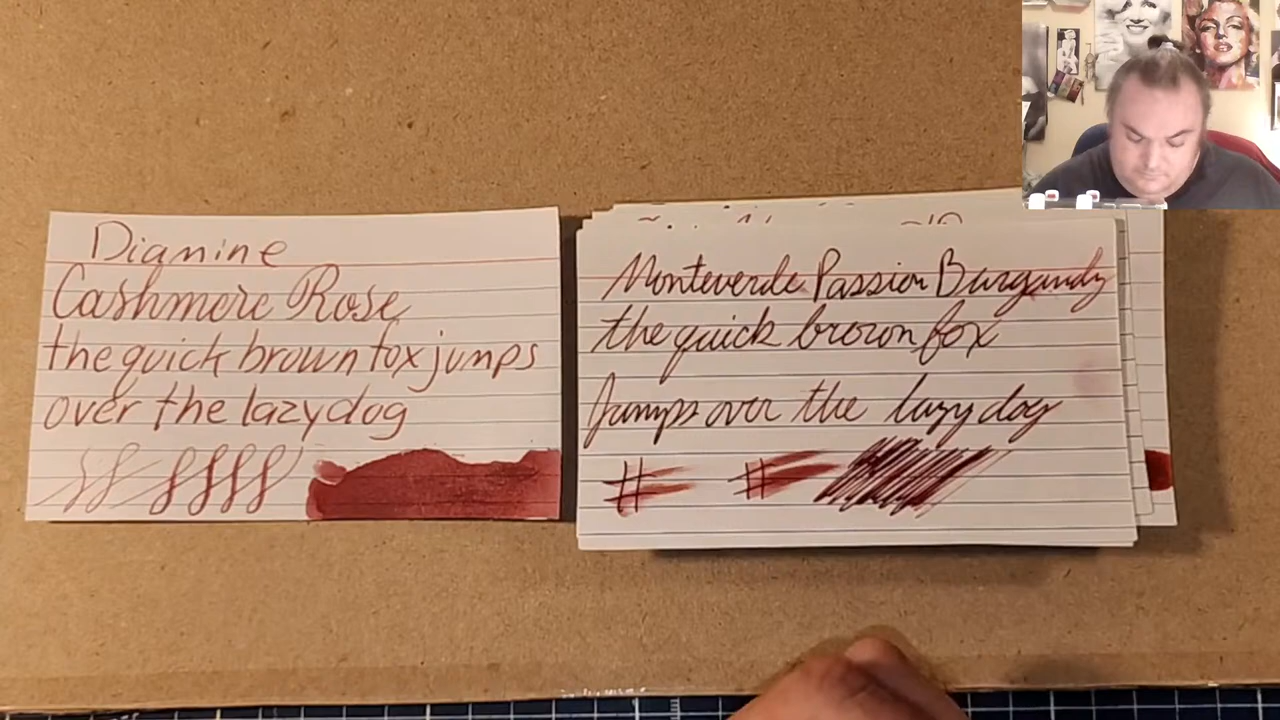 Diamine
Cashmere Rose
the quick brown fox jumps
over the lazy dog
Monteverde Passion Burgundy
the quick brown fox
Jumps over the lazy dog